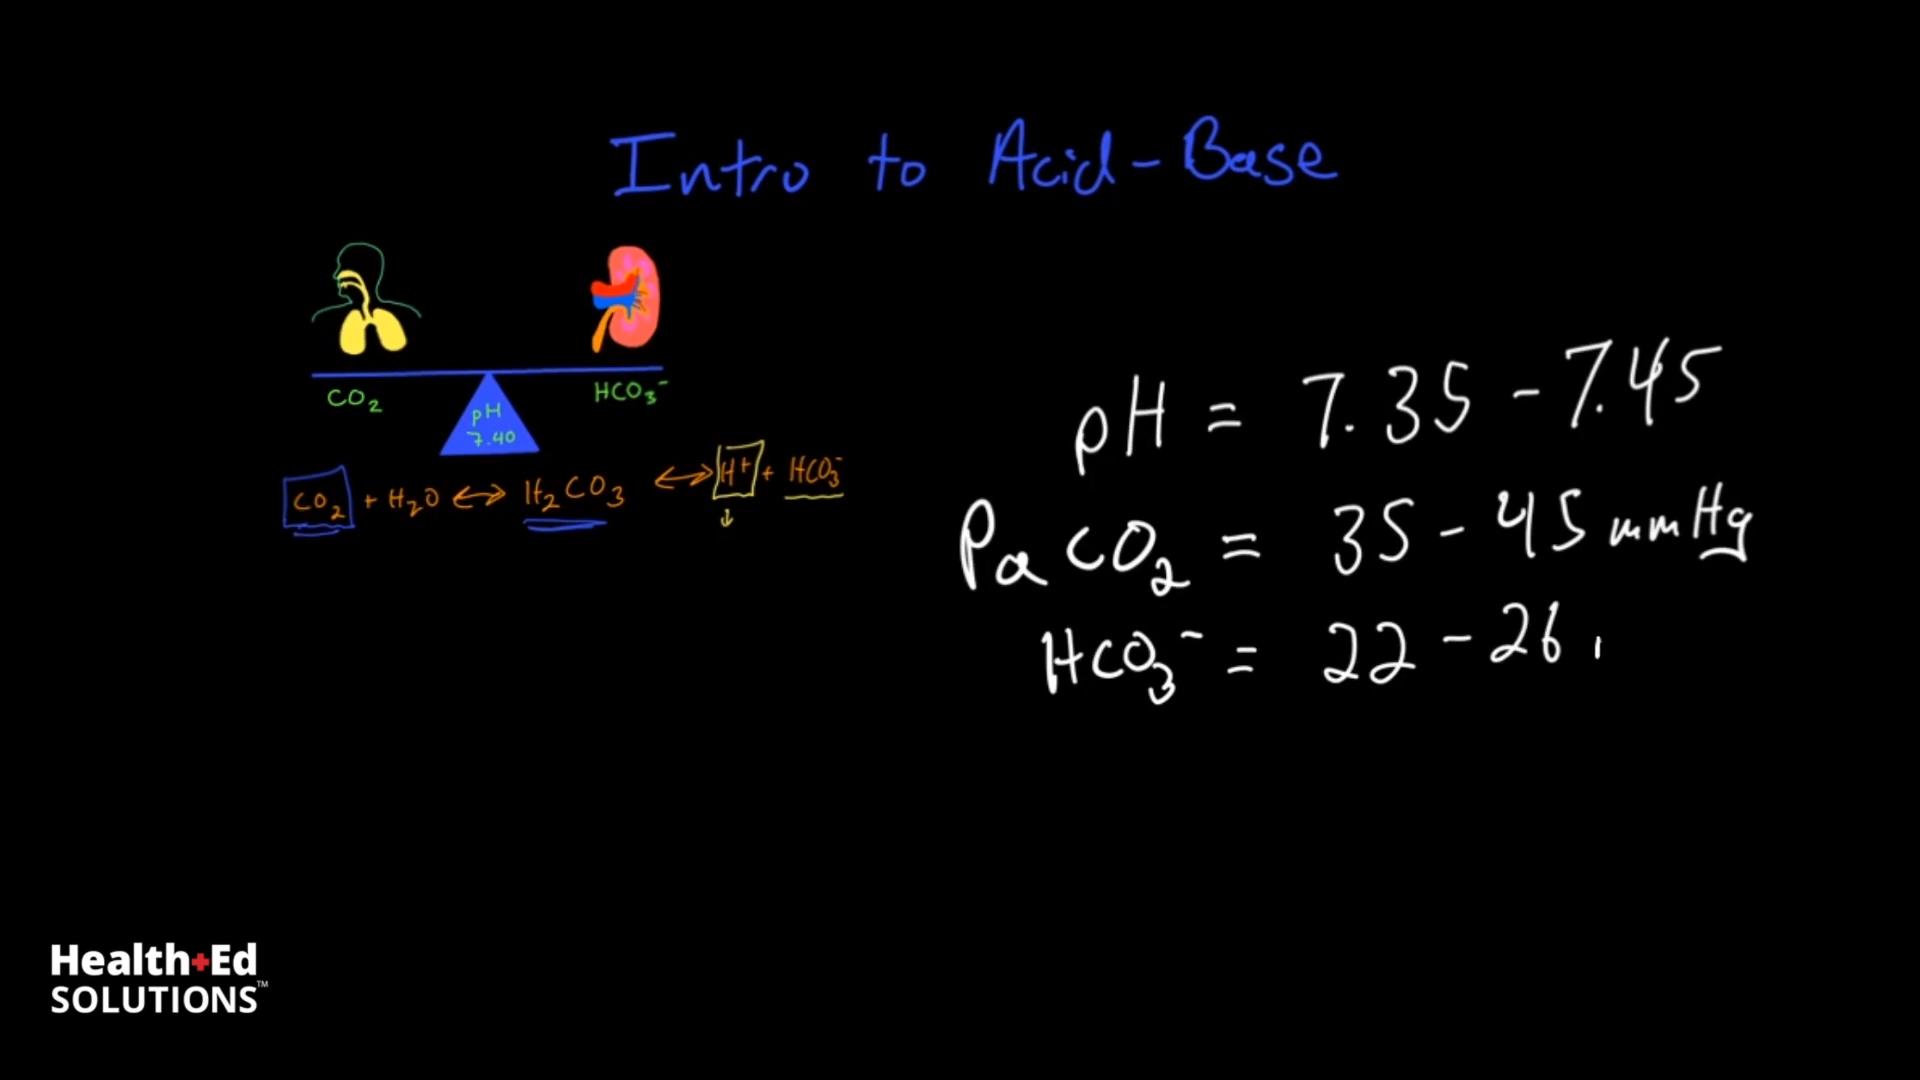 Intro to Acid-Base
CO₂
HCO₃⁻
pH
7.40
CO₂ + H₂O ↔ H₂CO₃ ↔ H⁺ + HCO₃⁻
↓
pH = 7.35 - 7.45
PaCO₂ = 35 - 45 mmHg
HCO₃⁻ = 22 - 26
Health+Ed
SOLUTIONS™